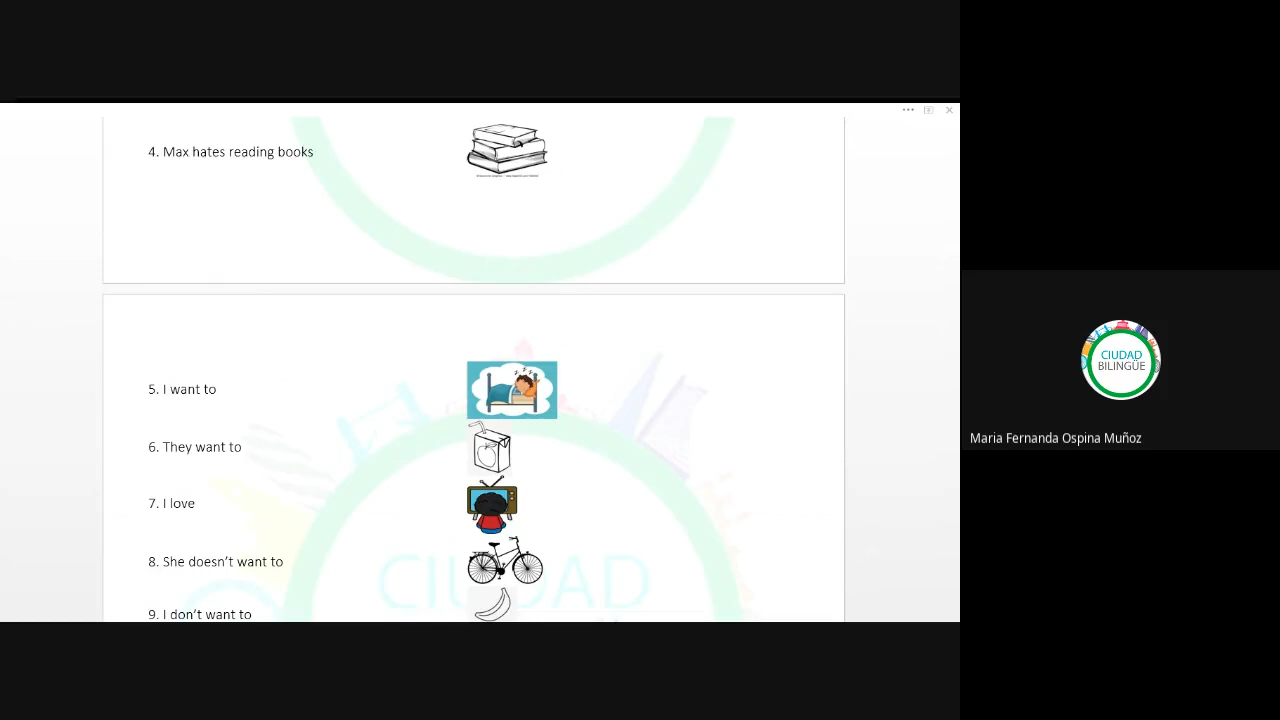 4. Max hates reading books
5. I want to
6. They want to
7. I love
8. She doesn't want to
9. I don't want to
CIUDAD
CIUDAD
BILINGÜE
Maria Fernanda Ospina Muñoz